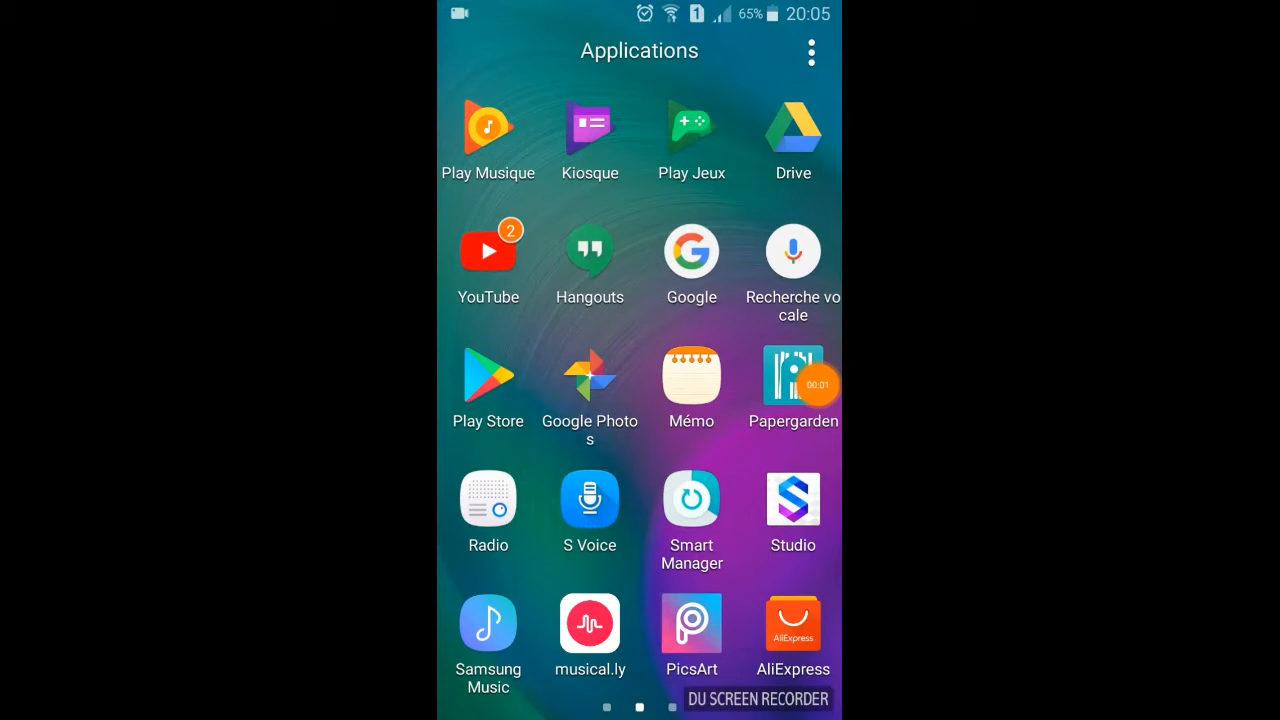 1 65% 20:05
Applications
Play Musique Kiosque Play Jeux Drive
2
YouTube Hangouts Google Recherche vo
cale
00:01
Play Store Google Photo Mémo Papergarden
s
Radio S Voice Smart Studio
Manager
AliExpress
Samsung musical.ly PicsArt AliExpress
Music
DU SCREEN RECORDER